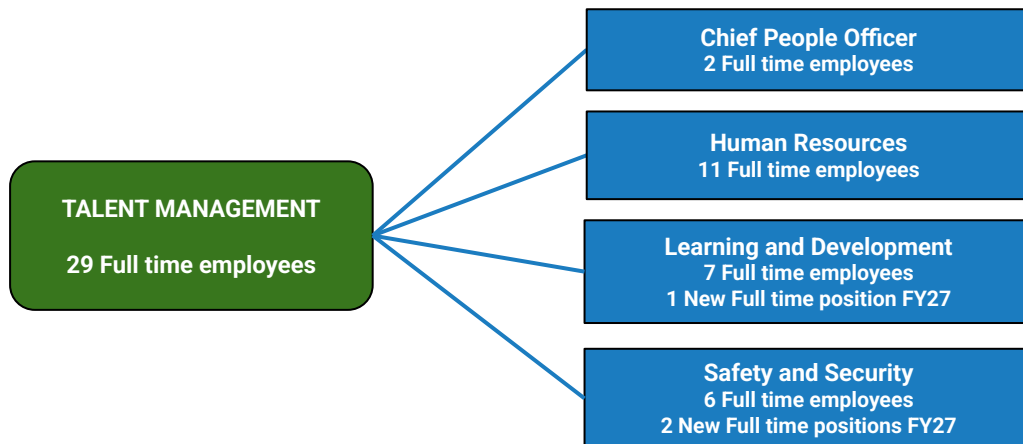 TALENT MANAGEMENT
29 Full time employees
Chief People Officer
2 Full time employees
Human Resources
11 Full time employees
Learning and Development
7 Full time employees
1 New Full time position FY27
Safety and Security
6 Full time employees
2 New Full time positions FY27